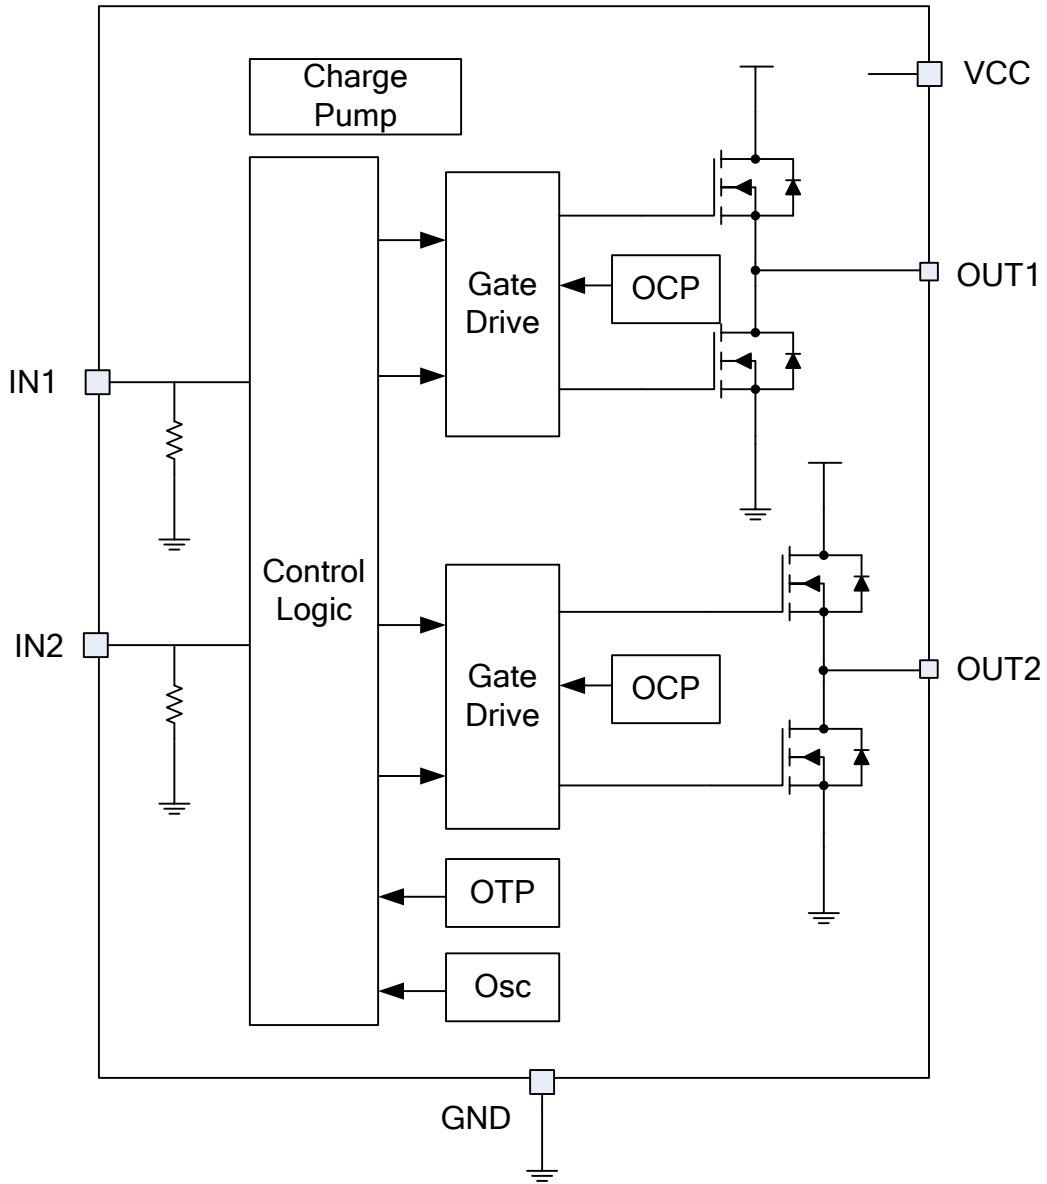 Charge
Pump
VCC
Gate
Drive
OCP
OUT1
IN1
Control
Logic
IN2
Gate
Drive
OCP
OUT2
OTP
Osc
GND